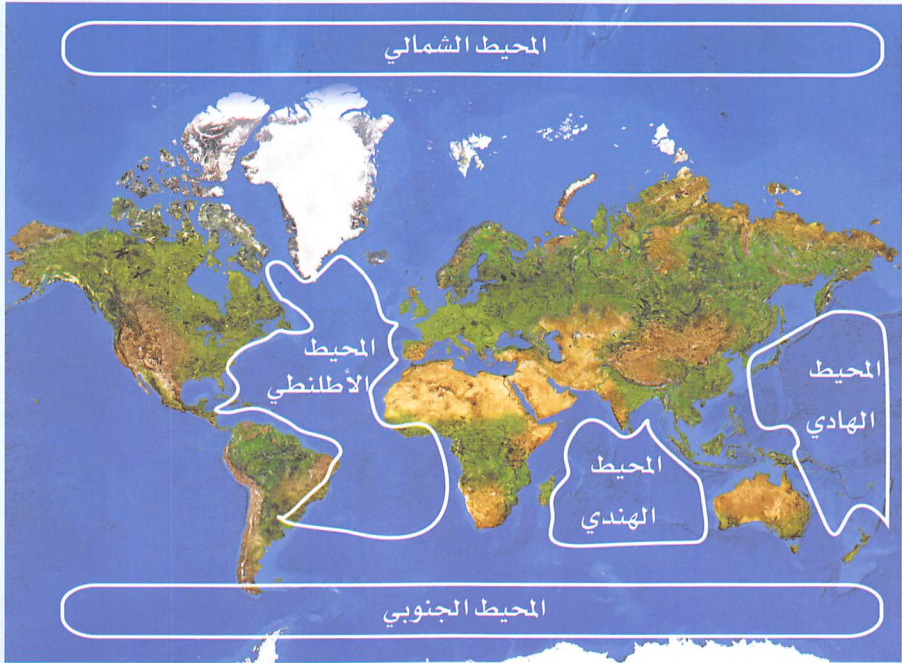 المحيط الشمالي
المحيط
الأطلنطي
المحيط
الهادي
المحيط
الهندي
المحيط الجنوبي